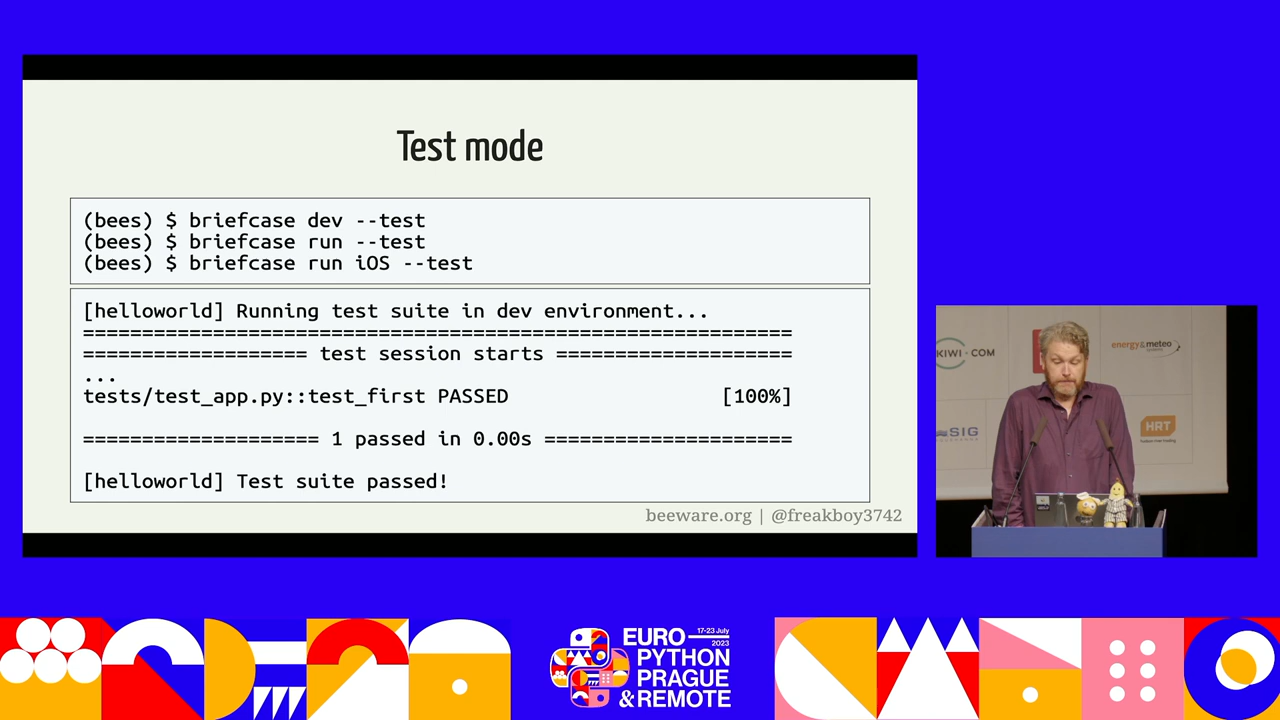 Test mode
(bees) $ briefcase dev --test
(bees) $ briefcase run --test
(bees) $ briefcase run iOS --test
[helloworld] Running test suite in dev environment...
============================================================
=================== test session starts ====================
...
tests/test_app.py::test_first PASSED [100%]
==================== 1 passed in 0.00s =====================
[helloworld] Test suite passed!
beeware.org | @freakboy3742
KIWI.COM
energy & meteo
systems
SIG
HRT
EURO
17-23 July
2023
PYTHON
PRAGUE
& REMOTE